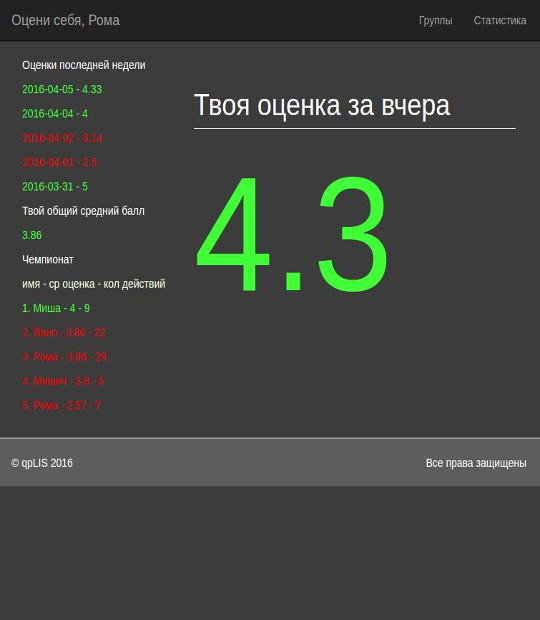 Оцени себя, Рома
Группы
Статистика
Оценки последней недели
2016-04-05 - 4.33
2016-04-04 - 4
2016-04-02 - 3.14
2016-04-01 - 2.5
2016-03-31 - 5
Твой общий средний балл
3.86
Чемпионат
имя - ср оценка - кол действий
1. Миша - 4 - 9
2. Вано - 3.86 - 22
3. Рома - 3.86 - 29
4. Мишич - 3.8 - 5
5. Рома - 2.57 - 7
Твоя оценка за вчера
4.3
© qpLIS 2016
Все права защищены